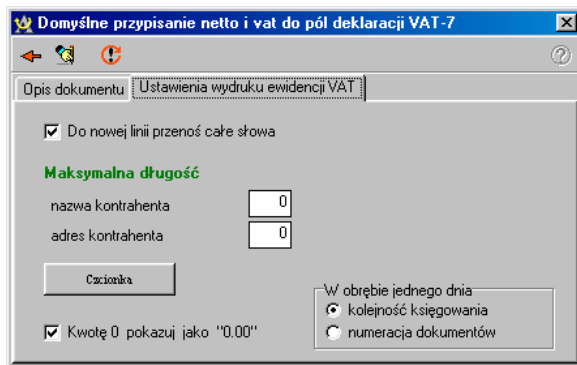 Domyślne przypisanie netto i vat do pól deklaracji VAT-7
Opis dokumentu
Ustawienia wydruku ewidencji VAT
Do nowej linii przenoś całe słowa
Maksymalna długość
nazwa kontrahenta 0
adres kontrahenta 0
Czcionka
W obrębie jednego dnia
kolejność księgowania
Kwotę 0 pokazuj jako "0.00"
numeracja dokumentów